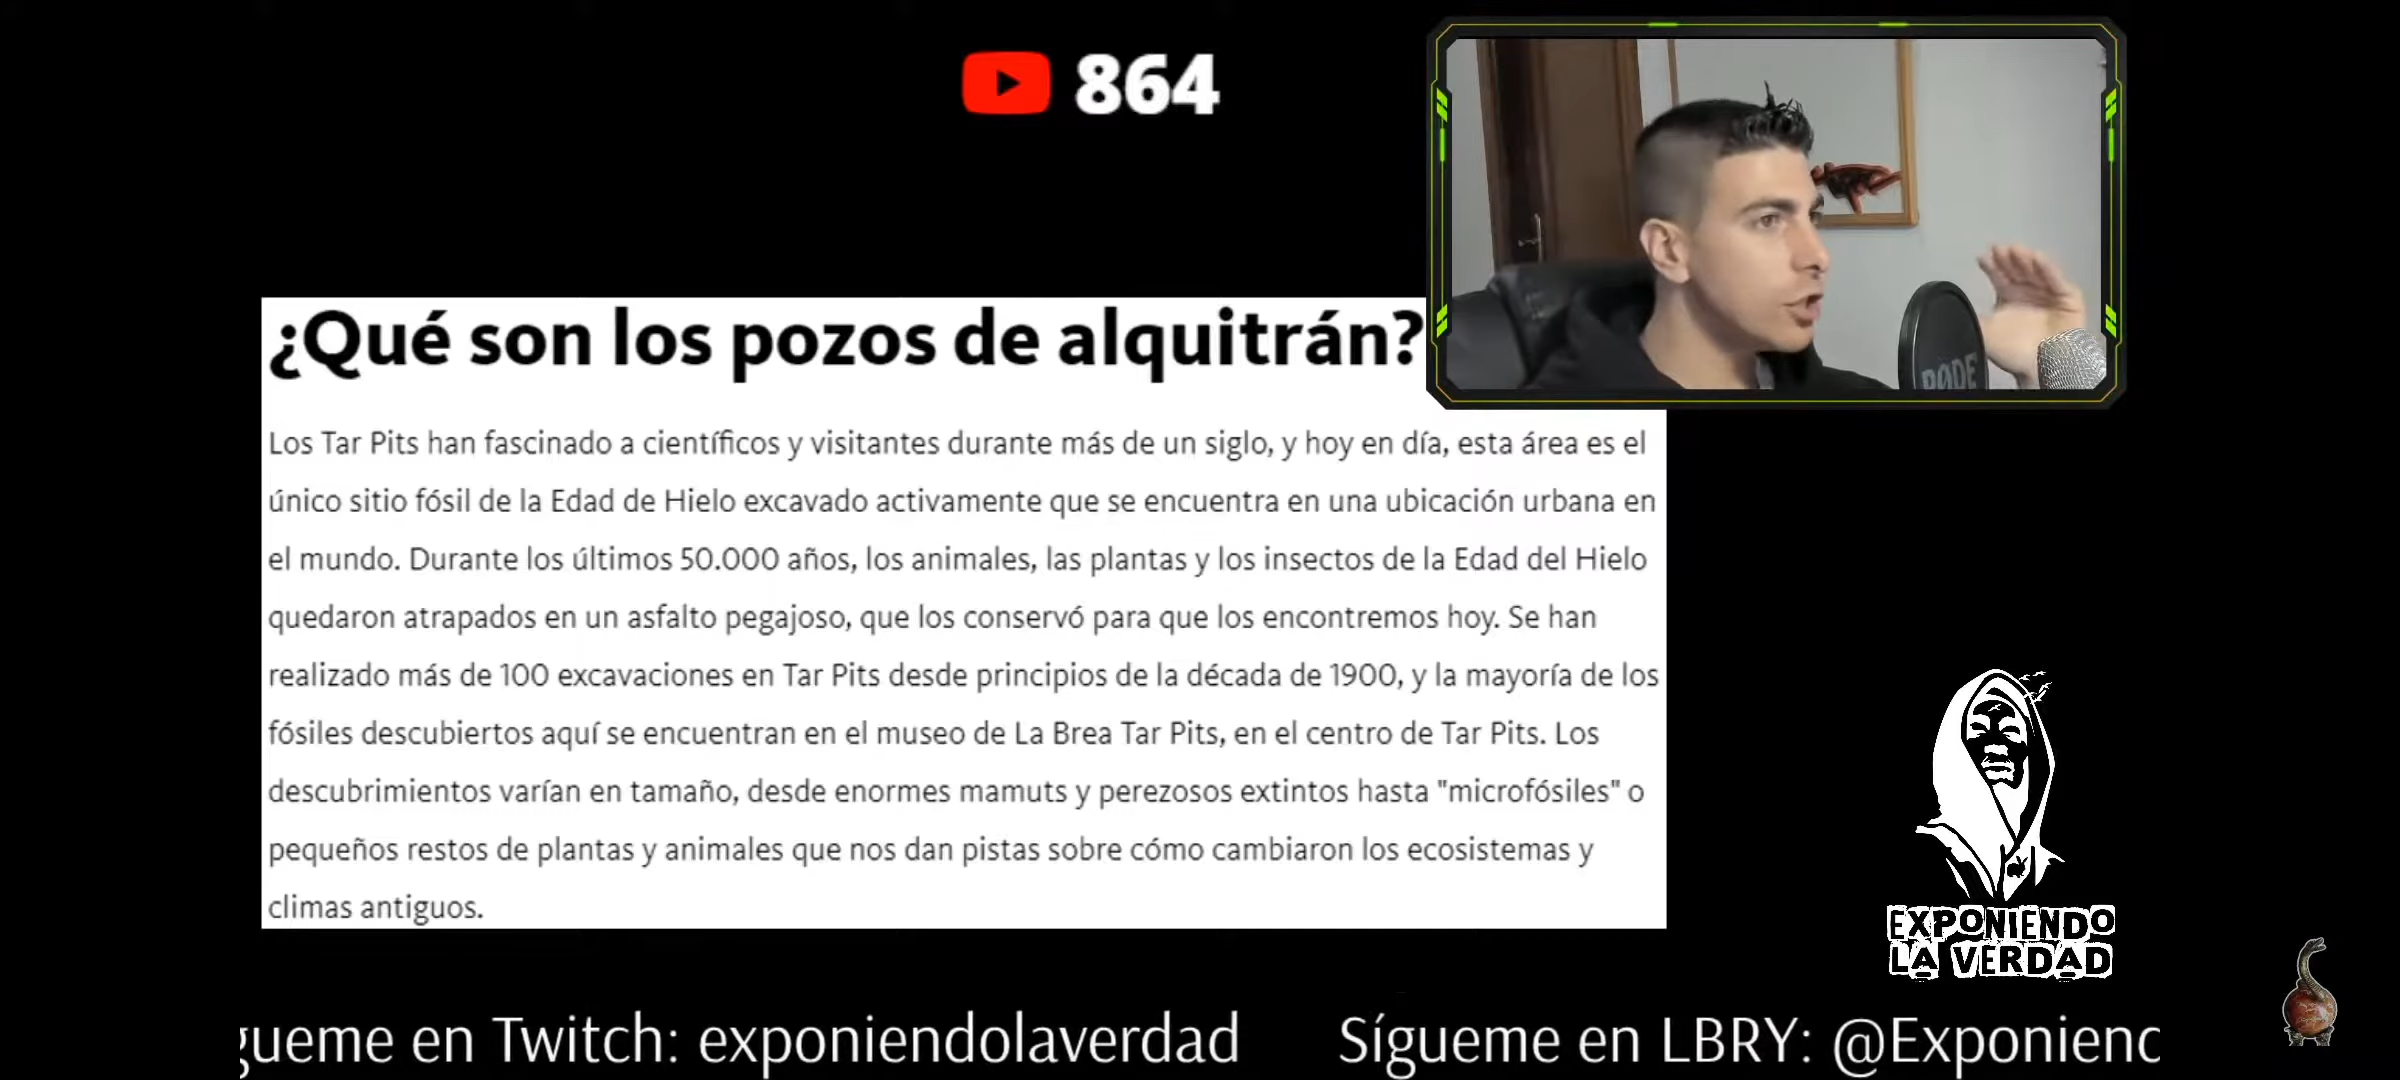 864
RØDE
¿Qué son los pozos de alquitrán?
Los Tar Pits han fascinado a científicos y visitantes durante más de un siglo, y hoy en día, esta área es el
único sitio fósil de la Edad de Hielo excavado activamente que se encuentra en una ubicación urbana en
el mundo. Durante los últimos 50.000 años, los animales, las plantas y los insectos de la Edad del Hielo
quedaron atrapados en un asfalto pegajoso, que los conservó para que los encontremos hoy. Se han
realizado más de 100 excavaciones en Tar Pits desde principios de la década de 1900, y la mayoría de los
fósiles descubiertos aquí se encuentran en el museo de La Brea Tar Pits, en el centro de Tar Pits. Los
descubrimientos varían en tamaño, desde enormes mamuts y perezosos extintos hasta "microfósiles" o
pequeños restos de plantas y animales que nos dan pistas sobre cómo cambiaron los ecosistemas y
climas antiguos.
EXPONIENDO
LA VERDAD
gueme en Twitch: exponiendolaverdad Sígueme en LBRY: @Exponienc